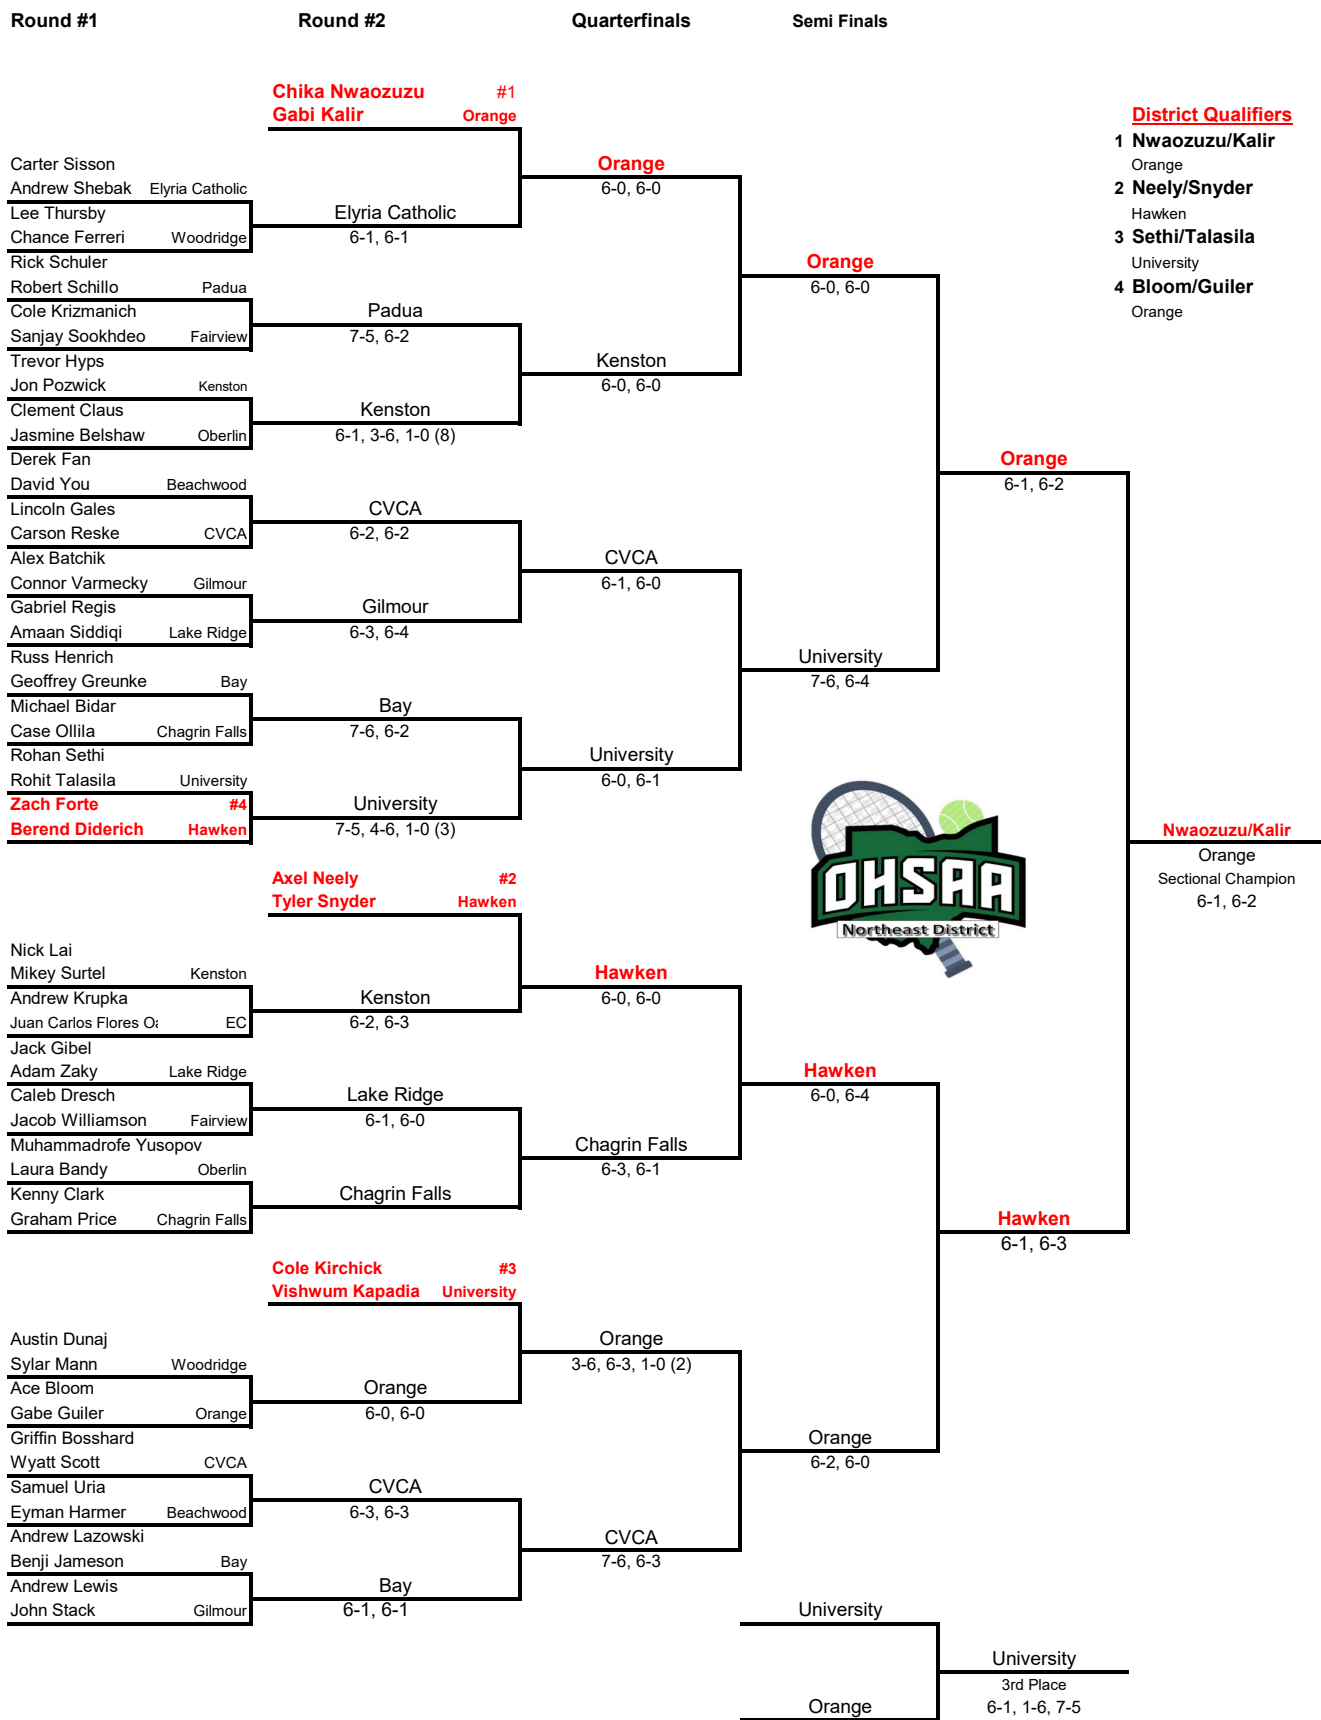 Round #1 Round #2 Quarterfinals Semi Finals
Chika Nwaozuzu #1
Gabi Kalir Orange
District Qualifiers
1 Nwaozuzu/Kalir
Orange
2 Neely/Snyder
Hawken
3 Sethi/Talasila
University
4 Bloom/Guiler
Orange
Carter Sisson
Andrew Shebak Elyria Catholic
Lee Thursby
Chance Ferreri Woodridge
Rick Schuler
Robert Schillo Padua
Cole Krizmanich
Sanjay Sookhdeo Fairview
Trevor Hyps
Jon Pozwick Kenston
Clement Claus
Jasmine Belshaw Oberlin
Derek Fan
David You Beachwood
Lincoln Gales
Carson Reske CVCA
Alex Batchik
Connor Varmecky Gilmour
Gabriel Regis
Amaan Siddiqi Lake Ridge
Russ Henrich
Geoffrey Greunke Bay
Michael Bidar
Case Ollila Chagrin Falls
Rohan Sethi
Rohit Talasila University
Zach Forte #4
Berend Diderich Hawken
Elyria Catholic
6-1, 6-1
Padua
7-5, 6-2
Kenston
6-1, 3-6, 1-0 (8)
CVCA
6-2, 6-2
Gilmour
6-3, 6-4
Bay
7-6, 6-2
University
7-5, 4-6, 1-0 (3)
Orange
6-0, 6-0
Kenston
6-0, 6-0
CVCA
6-1, 6-0
University
6-0, 6-1
Orange
6-0, 6-0
University
7-6, 6-4
Orange
6-1, 6-2
OHSAA
Northeast District
Nwaozuzu/Kalir
Orange
Sectional Champion
6-1, 6-2
Axel Neely #2
Tyler Snyder Hawken
Nick Lai
Mikey Surtel Kenston
Andrew Krupka
Juan Carlos Flores EC
Jack Gibel
Adam Zaky Lake Ridge
Caleb Dresch
Jacob Williamson Fairview
Muhammadrofe Yusopov
Laura Bandy Oberlin
Kenny Clark
Graham Price Chagrin Falls
Kenston
6-2, 6-3
Lake Ridge
6-1, 6-0
Chagrin Falls
Hawken
6-0, 6-0
Chagrin Falls
6-3, 6-1
Hawken
6-0, 6-4
Hawken
6-1, 6-3
Cole Kirchick #3
Vishwum Kapadia University
Austin Dunaj
Sylar Mann Woodridge
Ace Bloom
Gabe Guiler Orange
Griffin Bosshard
Wyatt Scott CVCA
Samuel Uria
Eyman Harmer Beachwood
Andrew Lazowski
Benji Jameson Bay
Andrew Lewis
John Stack Gilmour
Orange
6-0, 6-0
CVCA
6-3, 6-3
Bay
6-1, 6-1
Orange
3-6, 6-3, 1-0 (2)
CVCA
7-6, 6-3
Orange
6-2, 6-0
University
Orange
University
3rd Place
6-1, 1-6, 7-5